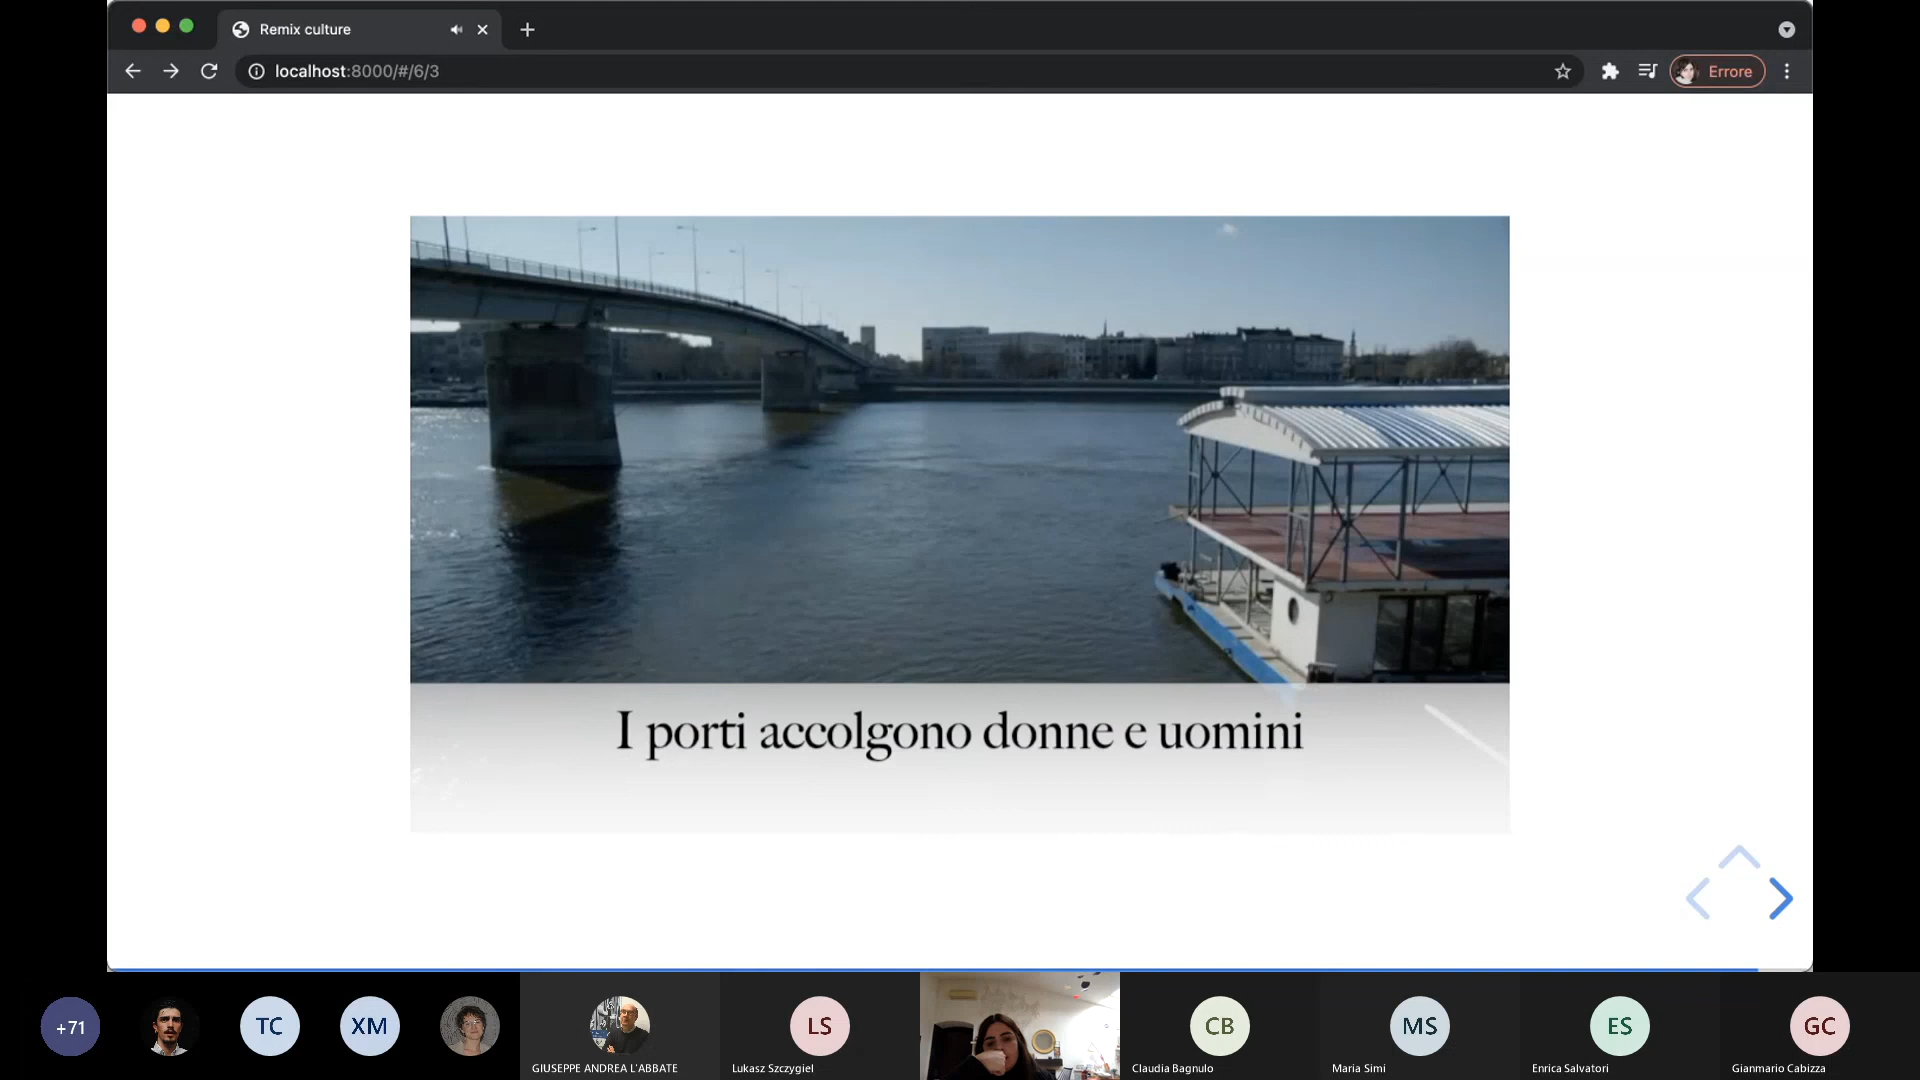 Remix culture
localhost:8000/#/6/3
Errore
I porti accolgono donne e uomini
+71
TC
XM
LS
CB
MS
ES
GC
GIUSEPPE ANDREA L'ABBATE
Lukasz Szczygiel
Claudia Bagnulo
Maria Simi
Enrica Salvatori
Gianmario Cabizza